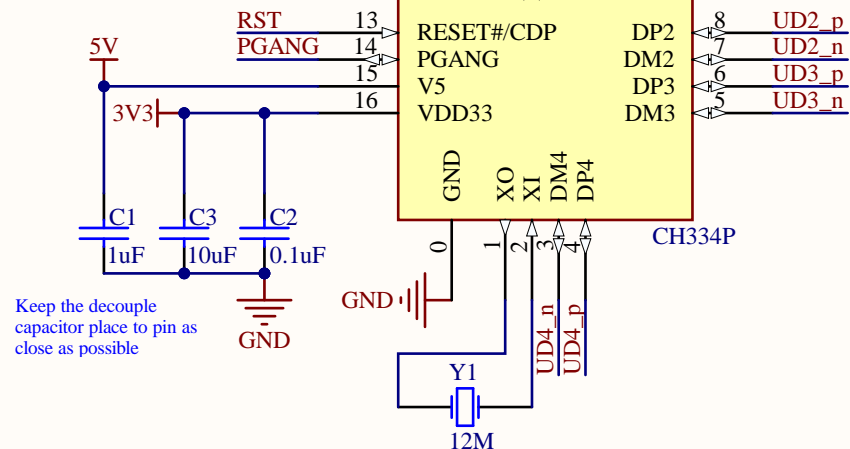 RST
13
RESET#/CDP
DP2
8
UD2_p
PGANG
14
PGANG
DM2
7
UD2_n
5V
15
V5
DP3
6
UD3_p
3V3
16
VDD33
DM3
5
UD3_n
GND
XO
XI
DM4
DP4
C1
C3
C2
0
1
2
3
4
CH334P
1uF
10uF
0.1uF
Keep the decouple
capacitor place to pin as
close as possible
GND
GND
UD4_n
UD4_p
Y1
12M